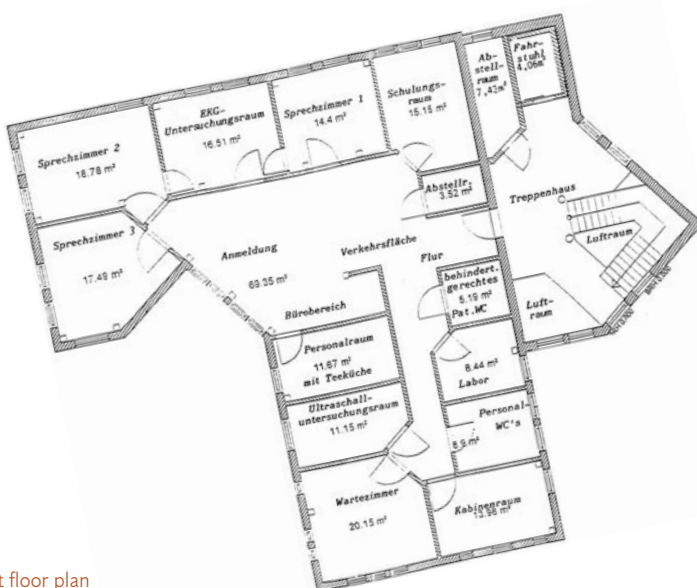 Ab-
stell-
raum
7,43m²
Fahr-
stuhl
4,06m²
Schulungs-
raum
15.15 m²
Sprechzimmer 1
14.4 m²
EKG-
Untersuchungsraum
16.51 m²
Sprechzimmer 2
18.78 m²
Abstellr.
3.52 m²
Treppenhaus
Luftraum
Sprechzimmer 3
17.49 m²
Anmeldung
69.35 m²
Verkehrsfläche
Flur
Bürobereich
behindert.
gerechtes
5.19 m²
Pat.WC
Luft-
raum
Personalraum
11.67 m²
mit Teeküche
8.44 m²
Labor
Ultraschall-
untersuchungsraum
11.15 m²
Personal-
WC's
8.9 m²
Wartezimmer
20.15 m²
Kabinenraum
13.98 m²
t floor plan